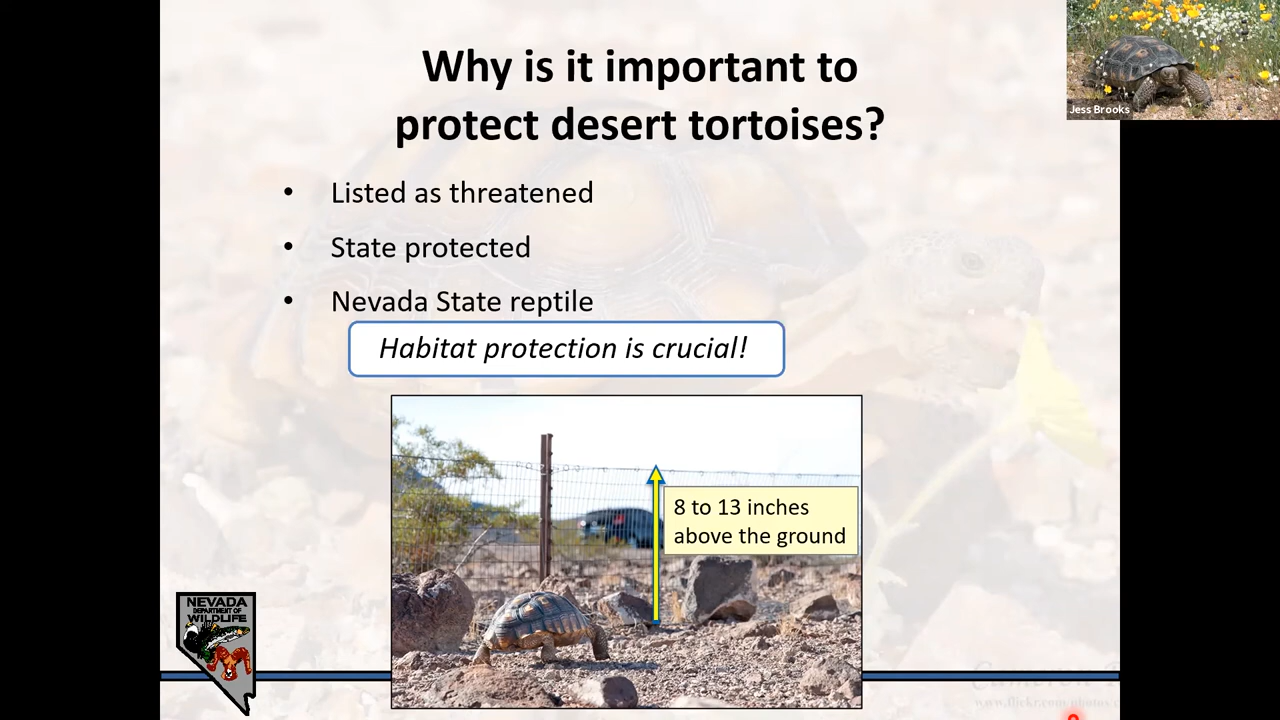 Why is it important to
protect desert tortoises?
Jess Brooks
• Listed as threatened
• State protected
• Nevada State reptile
Habitat protection is crucial!
8 to 13 inches
above the ground
NEVADA
DEPARTMENT OF
WILDLIFE